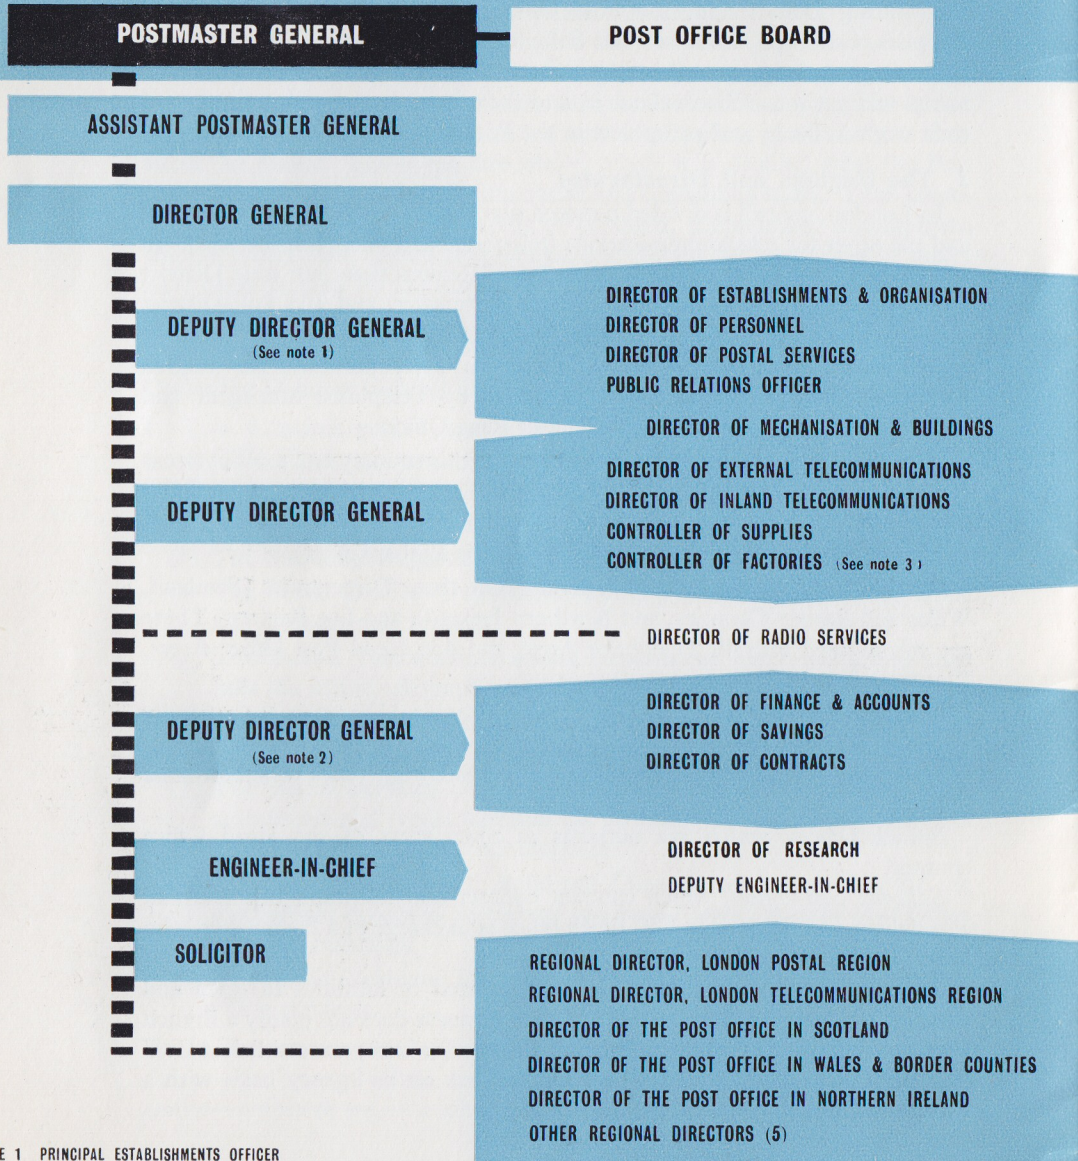 POSTMASTER GENERAL
POST OFFICE BOARD
ASSISTANT POSTMASTER GENERAL
DIRECTOR GENERAL
DEPUTY DIRECTOR GENERAL
(See note 1)
DIRECTOR OF ESTABLISHMENTS & ORGANISATION
DIRECTOR OF PERSONNEL
DIRECTOR OF POSTAL SERVICES
PUBLIC RELATIONS OFFICER
DIRECTOR OF MECHANISATION & BUILDINGS
DEPUTY DIRECTOR GENERAL
DIRECTOR OF EXTERNAL TELECOMMUNICATIONS
DIRECTOR OF INLAND TELECOMMUNICATIONS
CONTROLLER OF SUPPLIES
CONTROLLER OF FACTORIES (See note 3)
DIRECTOR OF RADIO SERVICES
DEPUTY DIRECTOR GENERAL
(See note 2)
DIRECTOR OF FINANCE & ACCOUNTS
DIRECTOR OF SAVINGS
DIRECTOR OF CONTRACTS
ENGINEER-IN-CHIEF
DIRECTOR OF RESEARCH
DEPUTY ENGINEER-IN-CHIEF
SOLICITOR
REGIONAL DIRECTOR, LONDON POSTAL REGION
REGIONAL DIRECTOR, LONDON TELECOMMUNICATIONS REGION
DIRECTOR OF THE POST OFFICE IN SCOTLAND
DIRECTOR OF THE POST OFFICE IN WALES & BORDER COUNTIES
DIRECTOR OF THE POST OFFICE IN NORTHERN IRELAND
OTHER REGIONAL DIRECTORS (5)
E 1 PRINCIPAL ESTABLISHMENTS OFFICER